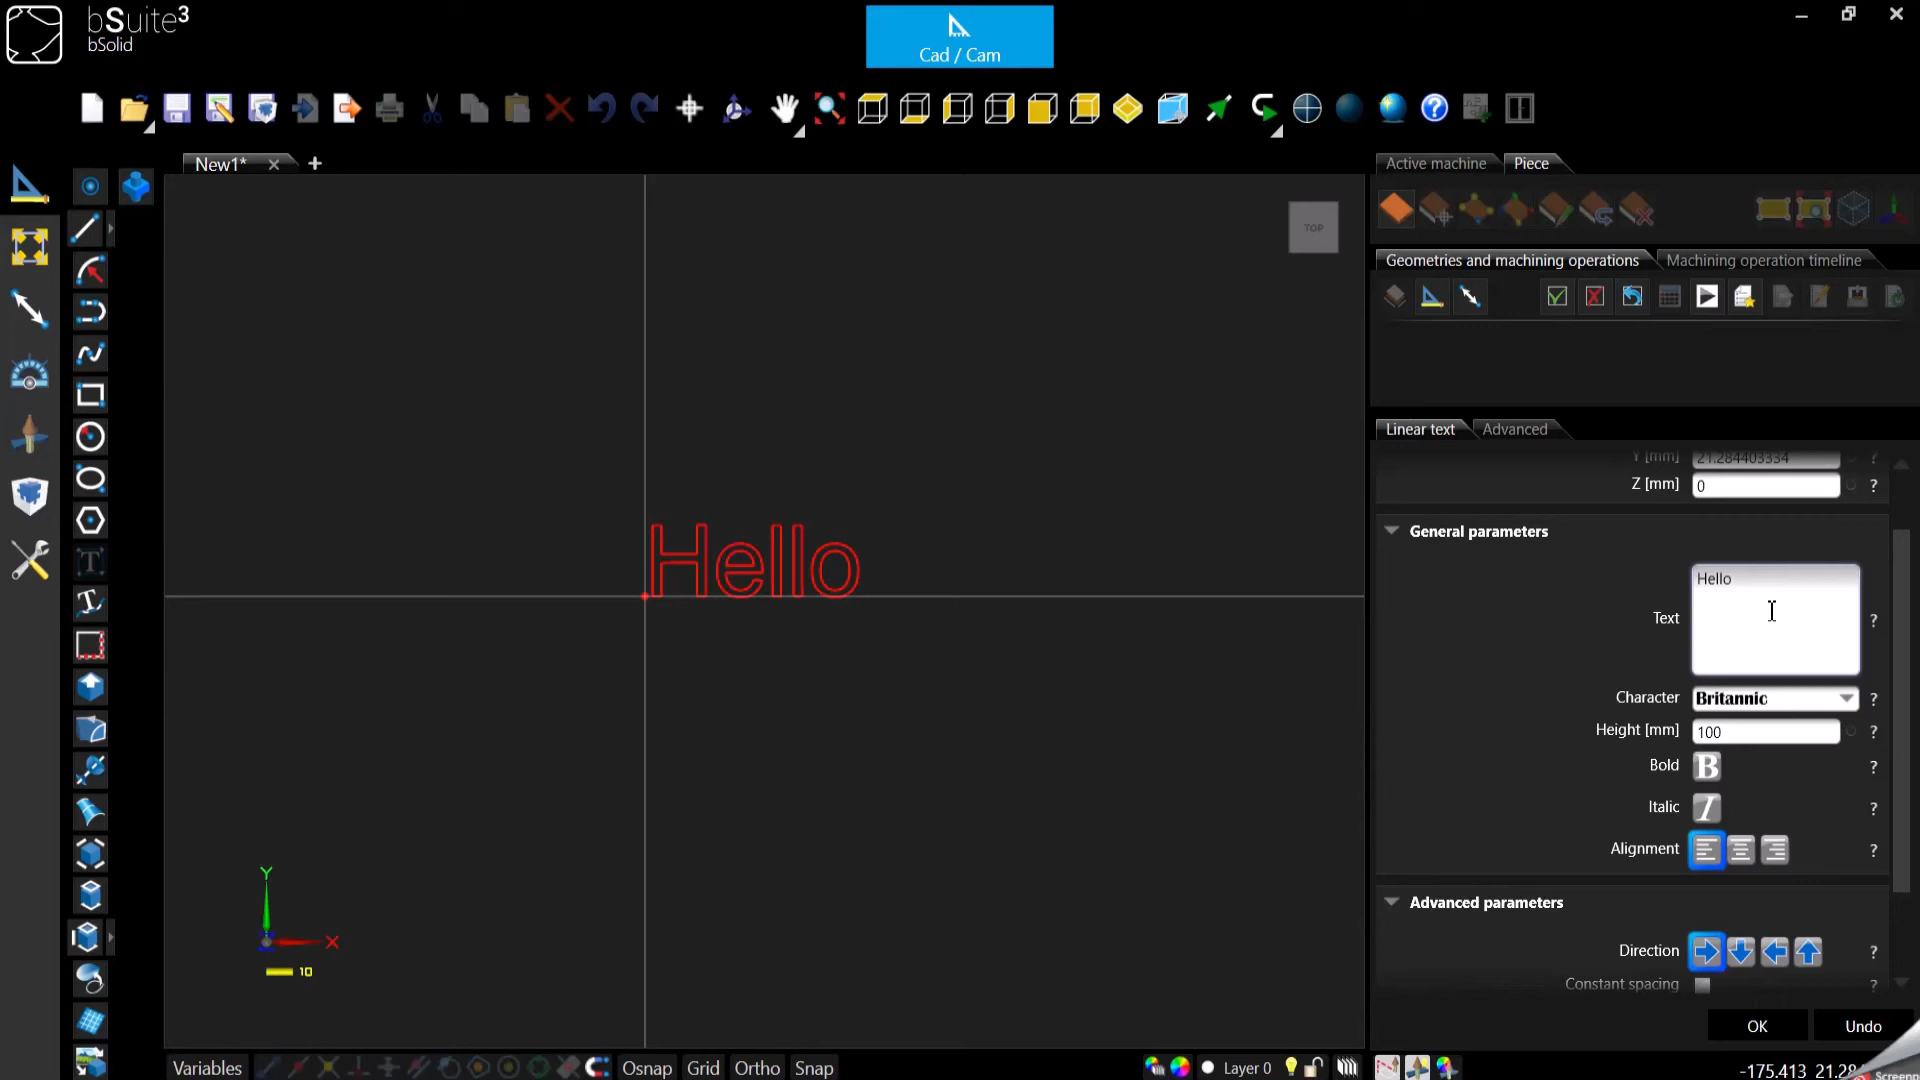 bSuite3
bSolid
Cad / Cam
New1*
TOP
Active machine
Piece
Geometries and machining operations
Machining operation timeline
Linear text
Advanced
Y [mm]
21.284403334
?
Z [mm]
0
?
General parameters
Hello
Text
?
Character
Britannic
?
Height [mm]
100
?
Bold
B
?
Italic
I
?
Alignment
?
Advanced parameters
Direction
?
Constant spacing
?
OK
Undo
Hello
Y
X
10
Variables
Osnap
Grid
Ortho
Snap
Layer 0
-175.413